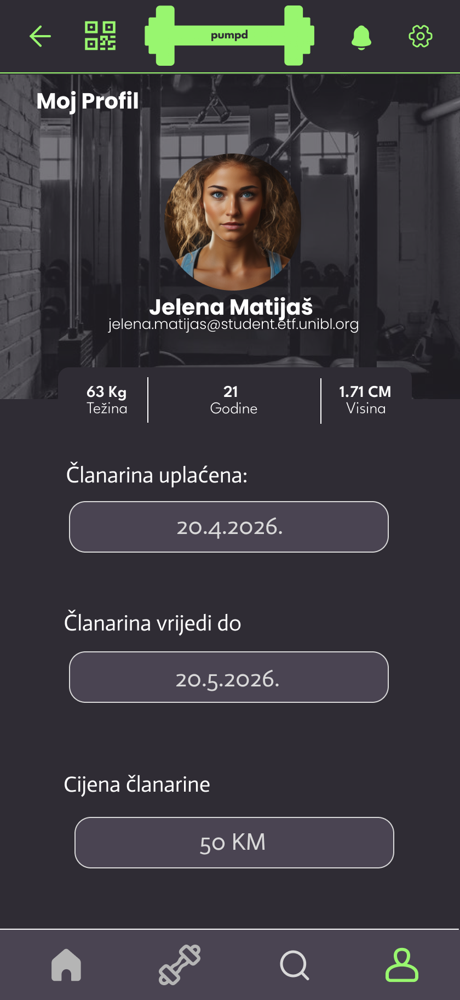 pumpd
Moj Profil
Jelena Matijaš
jelena.matijas@student.etf.unibl.org
63 Kg
Težina
21
Godine
1.71 CM
Visina
Članarina uplaćena:
20.4.2026.
Članarina vrijedi do
20.5.2026.
Cijena članarine
50 KM